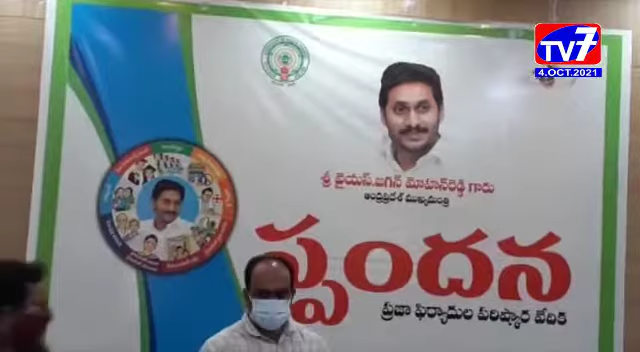 TV7
4.OCT.2021
శ్రీ వైయస్.జగన్ మోహన్‌రెడ్డి గారు
ఆంధ్రప్రదేశ్ ముఖ్యమంత్రి
స్పందన
ప్రజా ఫిర్యాదుల పరిష్కార వేదిక